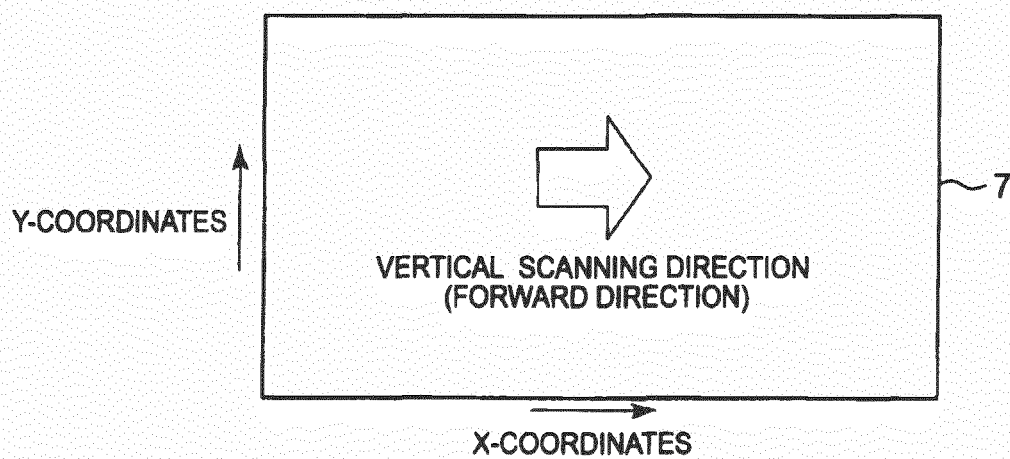 7
Y-COORDINATES
VERTICAL SCANNING DIRECTION
(FORWARD DIRECTION)
X-COORDINATES